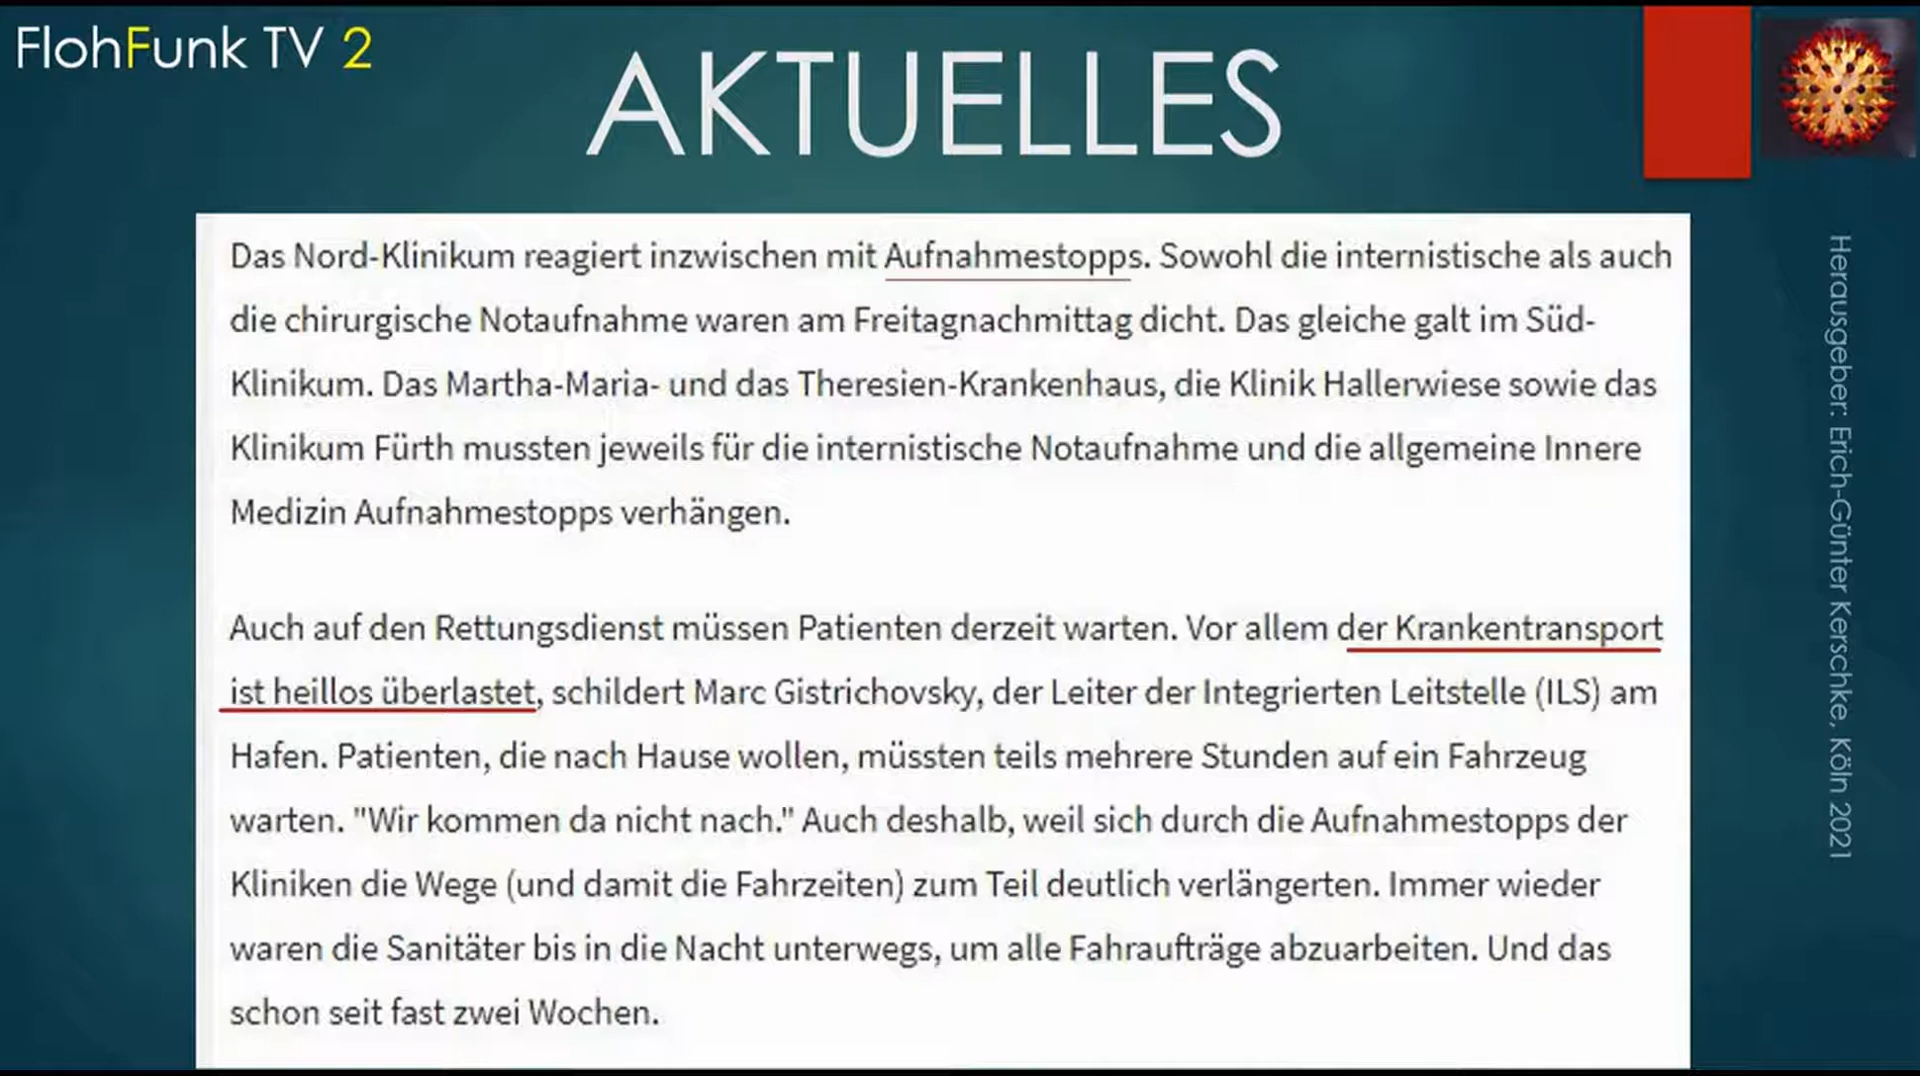 FlohFunk TV 2
AKTUELLES
Das Nord-Klinikum reagiert inzwischen mit Aufnahmestopps. Sowohl die internistische als auch
die chirurgische Notaufnahme waren am Freitagnachmittag dicht. Das gleiche galt im Süd-
Klinikum. Das Martha-Maria- und das Theresien-Krankenhaus, die Klinik Hallerwiese sowie das
Klinikum Fürth mussten jeweils für die internistische Notaufnahme und die allgemeine Innere
Medizin Aufnahmestopps verhängen.
Auch auf den Rettungsdienst müssen Patienten derzeit warten. Vor allem der Krankentransport
ist heillos überlastet, schildert Marc Gistrichovsky, der Leiter der Integrierten Leitstelle (ILS) am
Hafen. Patienten, die nach Hause wollen, müssten teils mehrere Stunden auf ein Fahrzeug
warten. "Wir kommen da nicht nach." Auch deshalb, weil sich durch die Aufnahmestopps der
Kliniken die Wege (und damit die Fahrzeiten) zum Teil deutlich verlängerten. Immer wieder
waren die Sanitäter bis in die Nacht unterwegs, um alle Fahraufträge abzuarbeiten. Und das
schon seit fast zwei Wochen.
Herausgeber: Erich-Günter Kerschke, Köln 2021